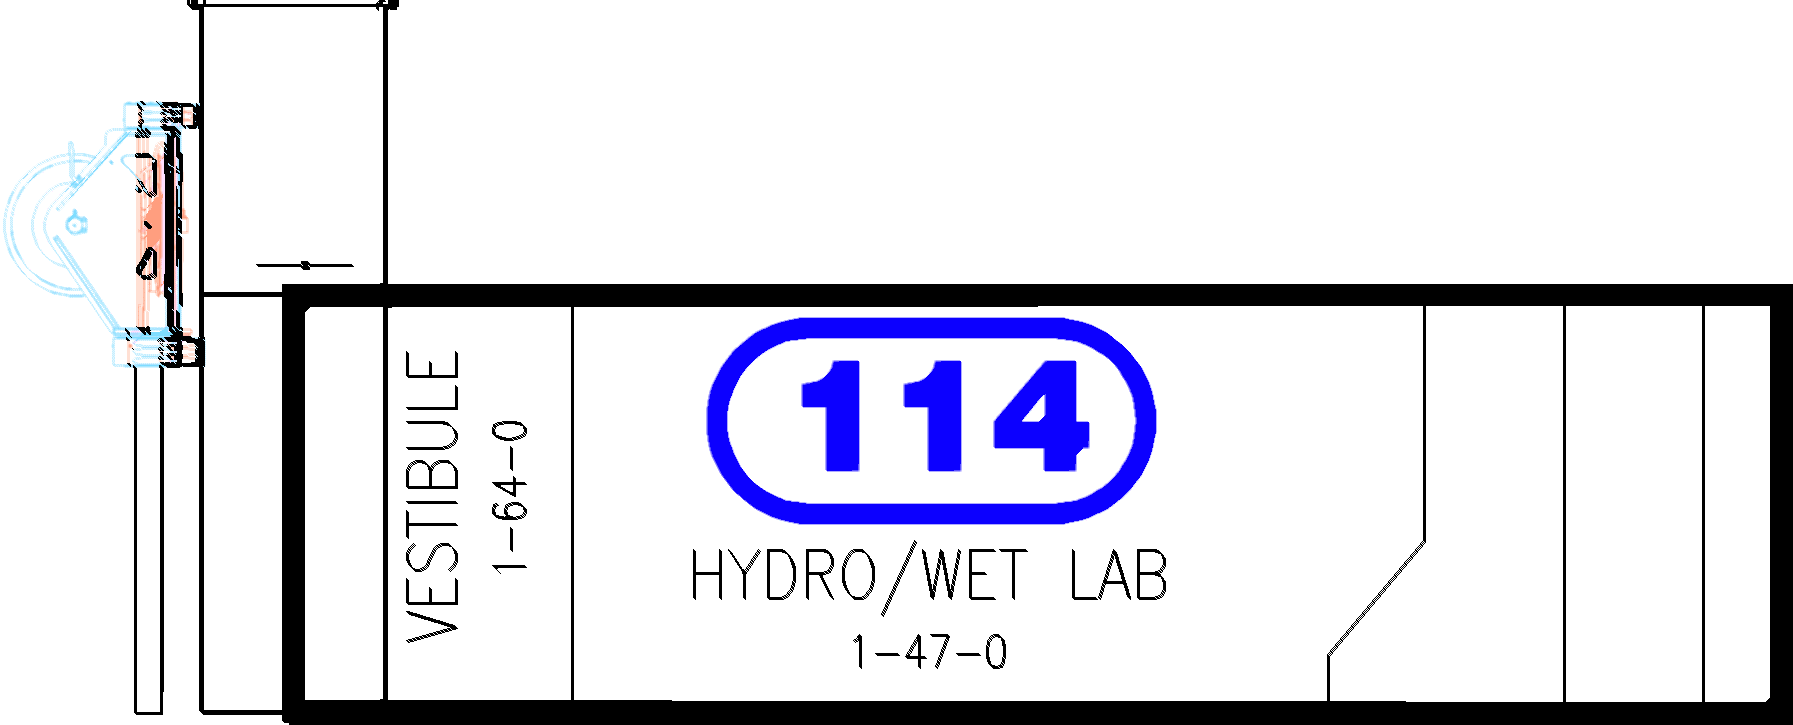 VESTIBULE
1-64-0
114
HYDRO/WET LAB
1-47-0